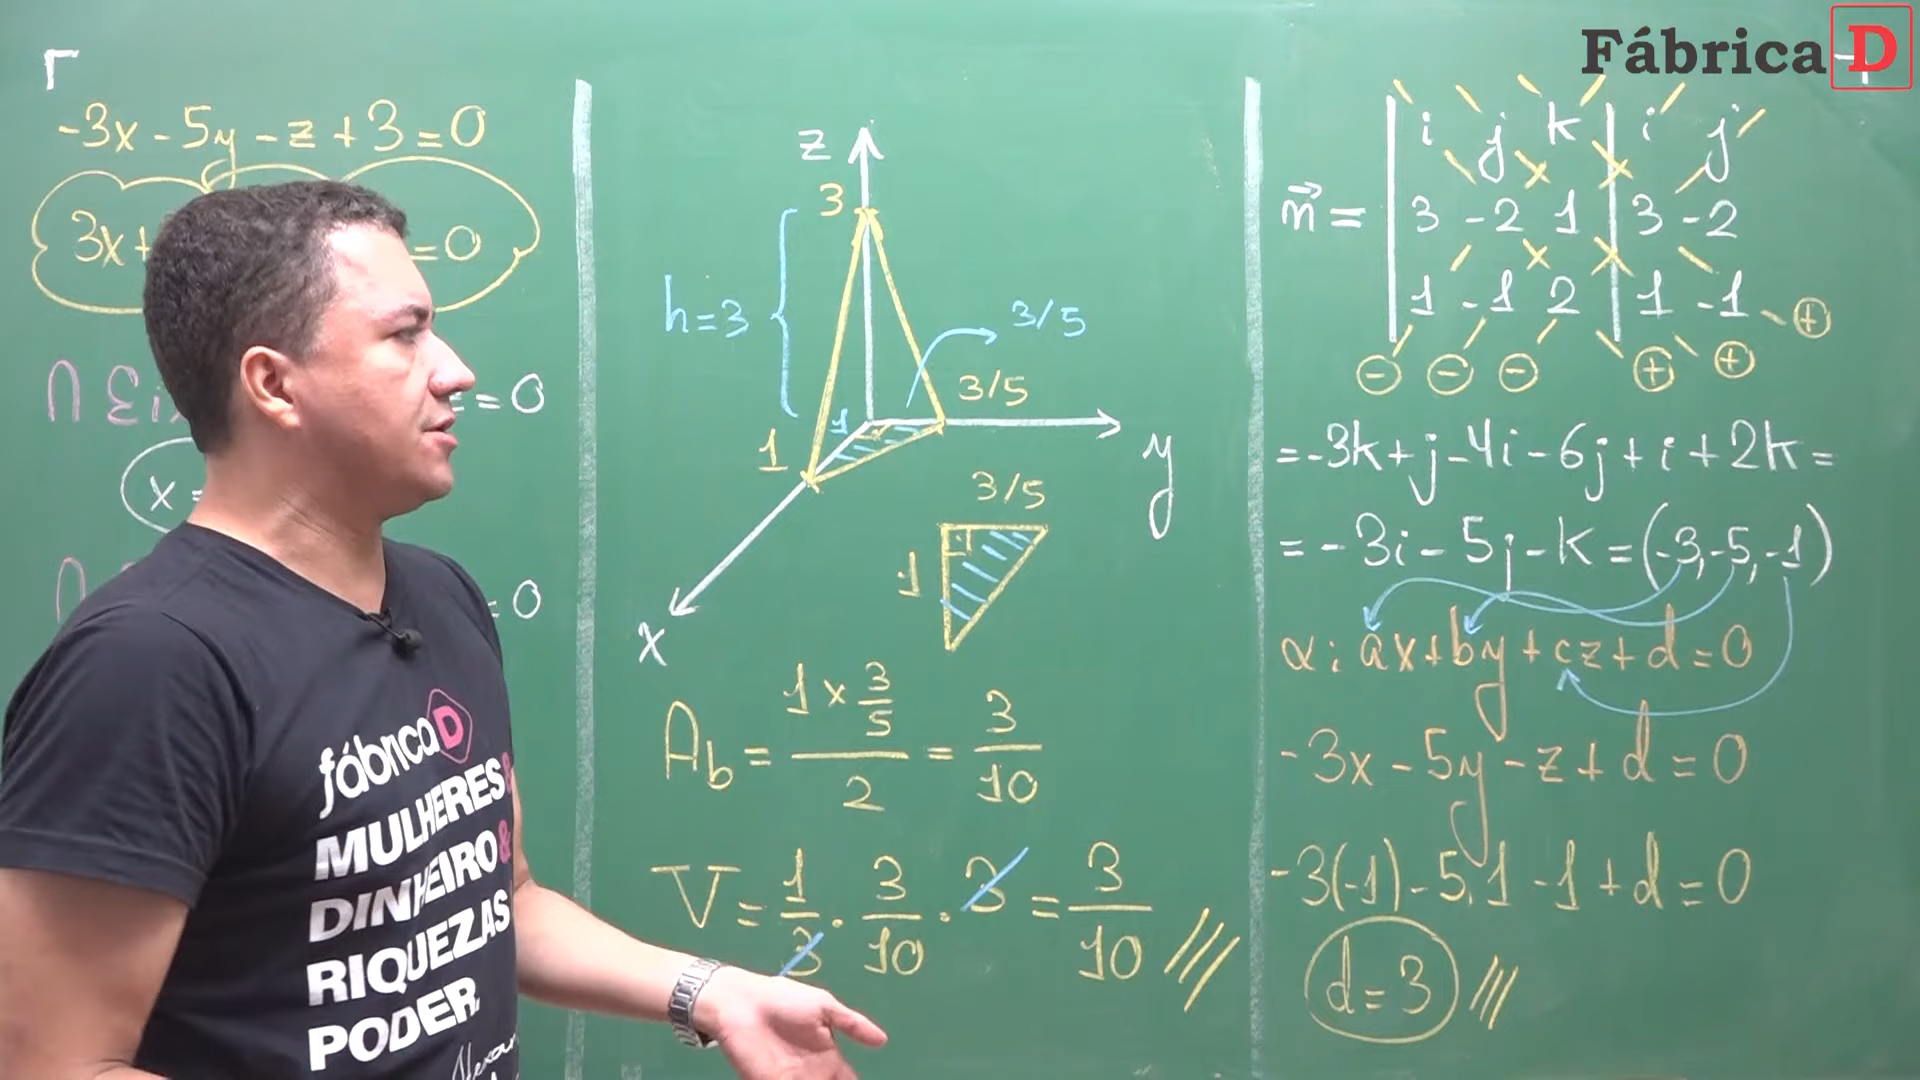 Fábrica D
-3x - 5y - z + 3 = 0
3x+ = 0
∩ Ei = 0
x =
= 0
z
3
h=3
3/5
3/5
1
1
y
x
3/5
1
Ab = (1 x 3/5)/2 = 3/10
V = 1/3 . 3/10 . 3 = 3/10 ///
i j k | i j
n⃗ = | 3 -2 1 | 3 -2
1 -1 2 | 1 -1 +
- - - + +
= -3k + j - 4i - 6j + i + 2k =
= -3i - 5j - k = (-3,-5,-1)
α: ax+by+cz+d=0
-3x - 5y - z + d = 0
-3(-1) - 5.1 - 1 + d = 0
d = 3 ///
fábrica D
MULHERES &
DINHEIRO &
RIQUEZAS
PODER.